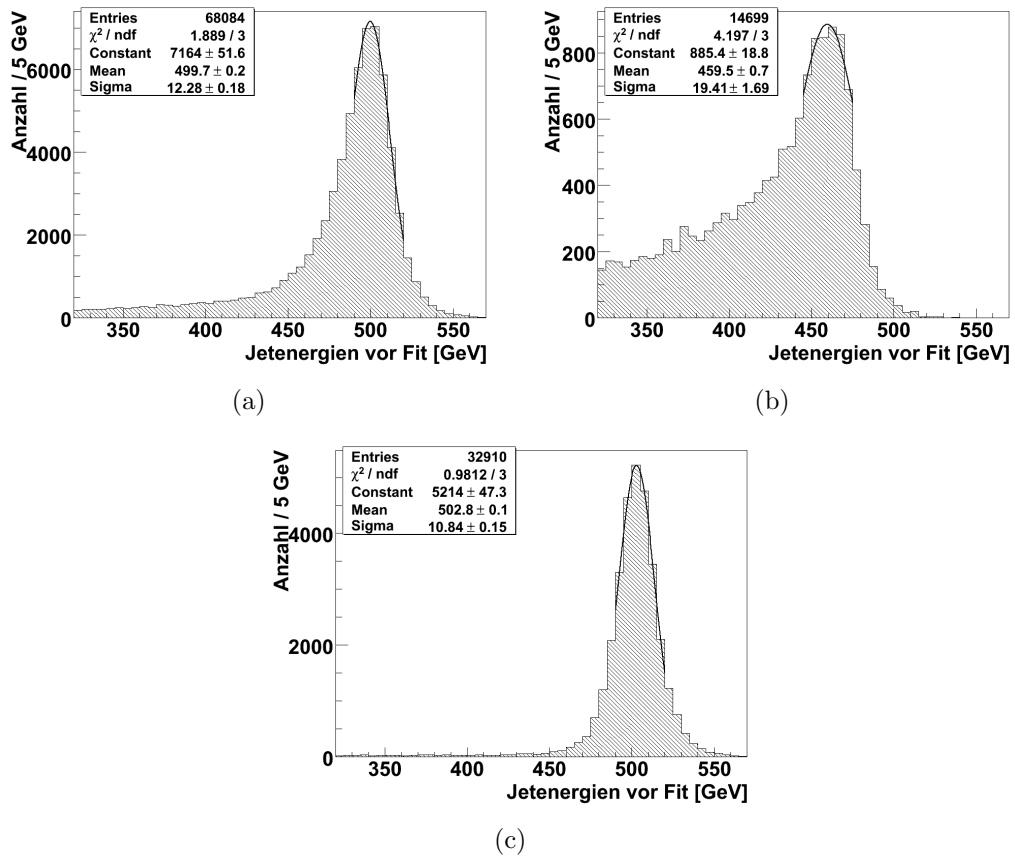 Entries 68084
χ² / ndf 1.889 / 3
Constant 7164 ± 51.6
Mean 499.7 ± 0.2
Sigma 12.28 ± 0.18
Anzahl / 5 GeV
6000
4000
2000
0
350 400 450 500 550
Jetenergien vor Fit [GeV]
(a)
Entries 14699
χ² / ndf 4.197 / 3
Constant 885.4 ± 18.8
Mean 459.5 ± 0.7
Sigma 19.41 ± 1.69
Anzahl / 5 GeV
800
600
400
200
0
350 400 450 500 550
Jetenergien vor Fit [GeV]
(b)
Entries 32910
χ² / ndf 0.9812 / 3
Constant 5214 ± 47.3
Mean 502.8 ± 0.1
Sigma 10.84 ± 0.15
Anzahl / 5 GeV
4000
2000
0
350 400 450 500 550
Jetenergien vor Fit [GeV]
(c)